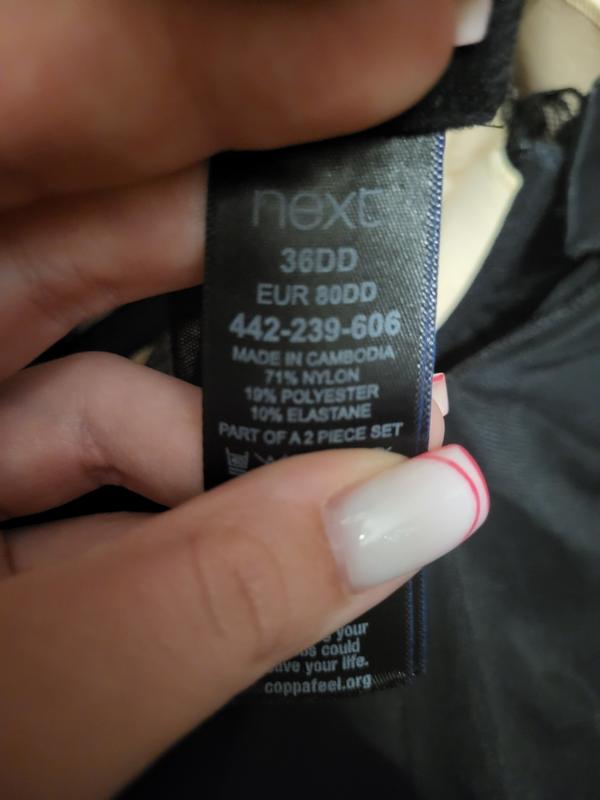 next
36DD
EUR 80DD
442-239-606
MADE IN CAMBODIA
71% NYLON
19% POLYESTER
10% ELASTANE
PART OF A 2 PIECE SET
your
could
your life.
coppafeel.org